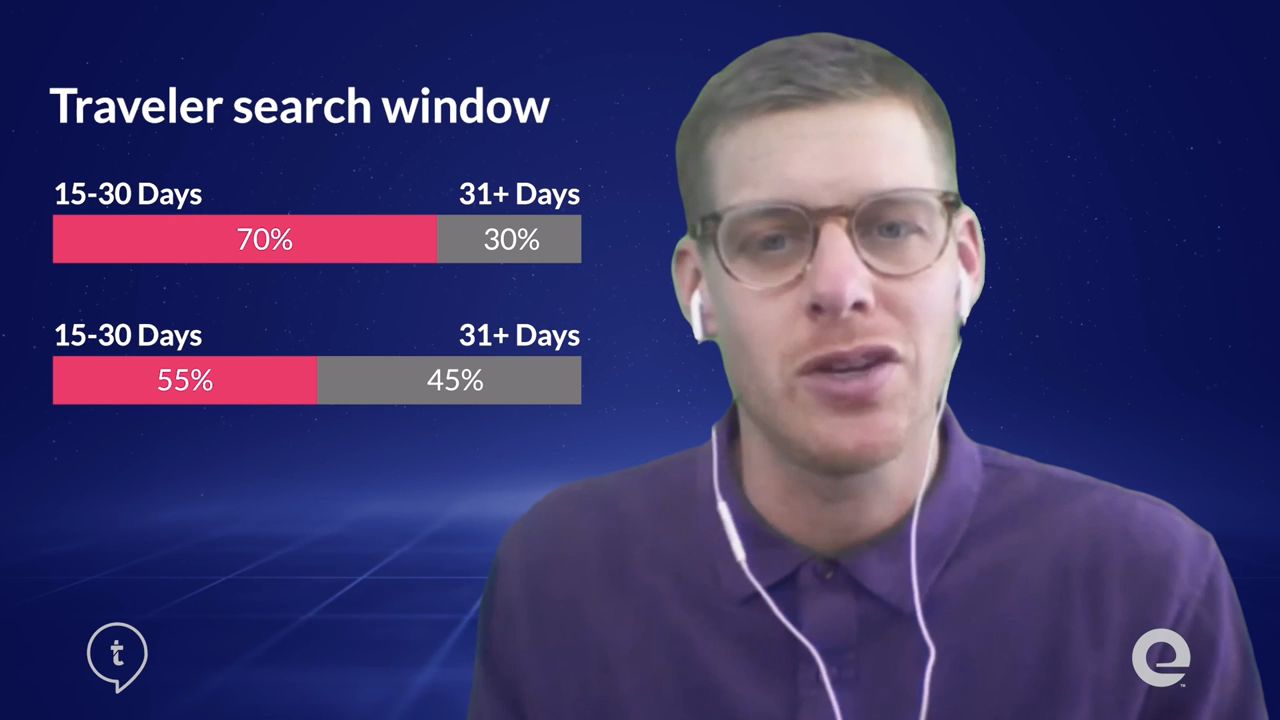 Traveler search window
15-30 Days 31+ Days
70% 30%
15-30 Days 31+ Days
55% 45%
t
e